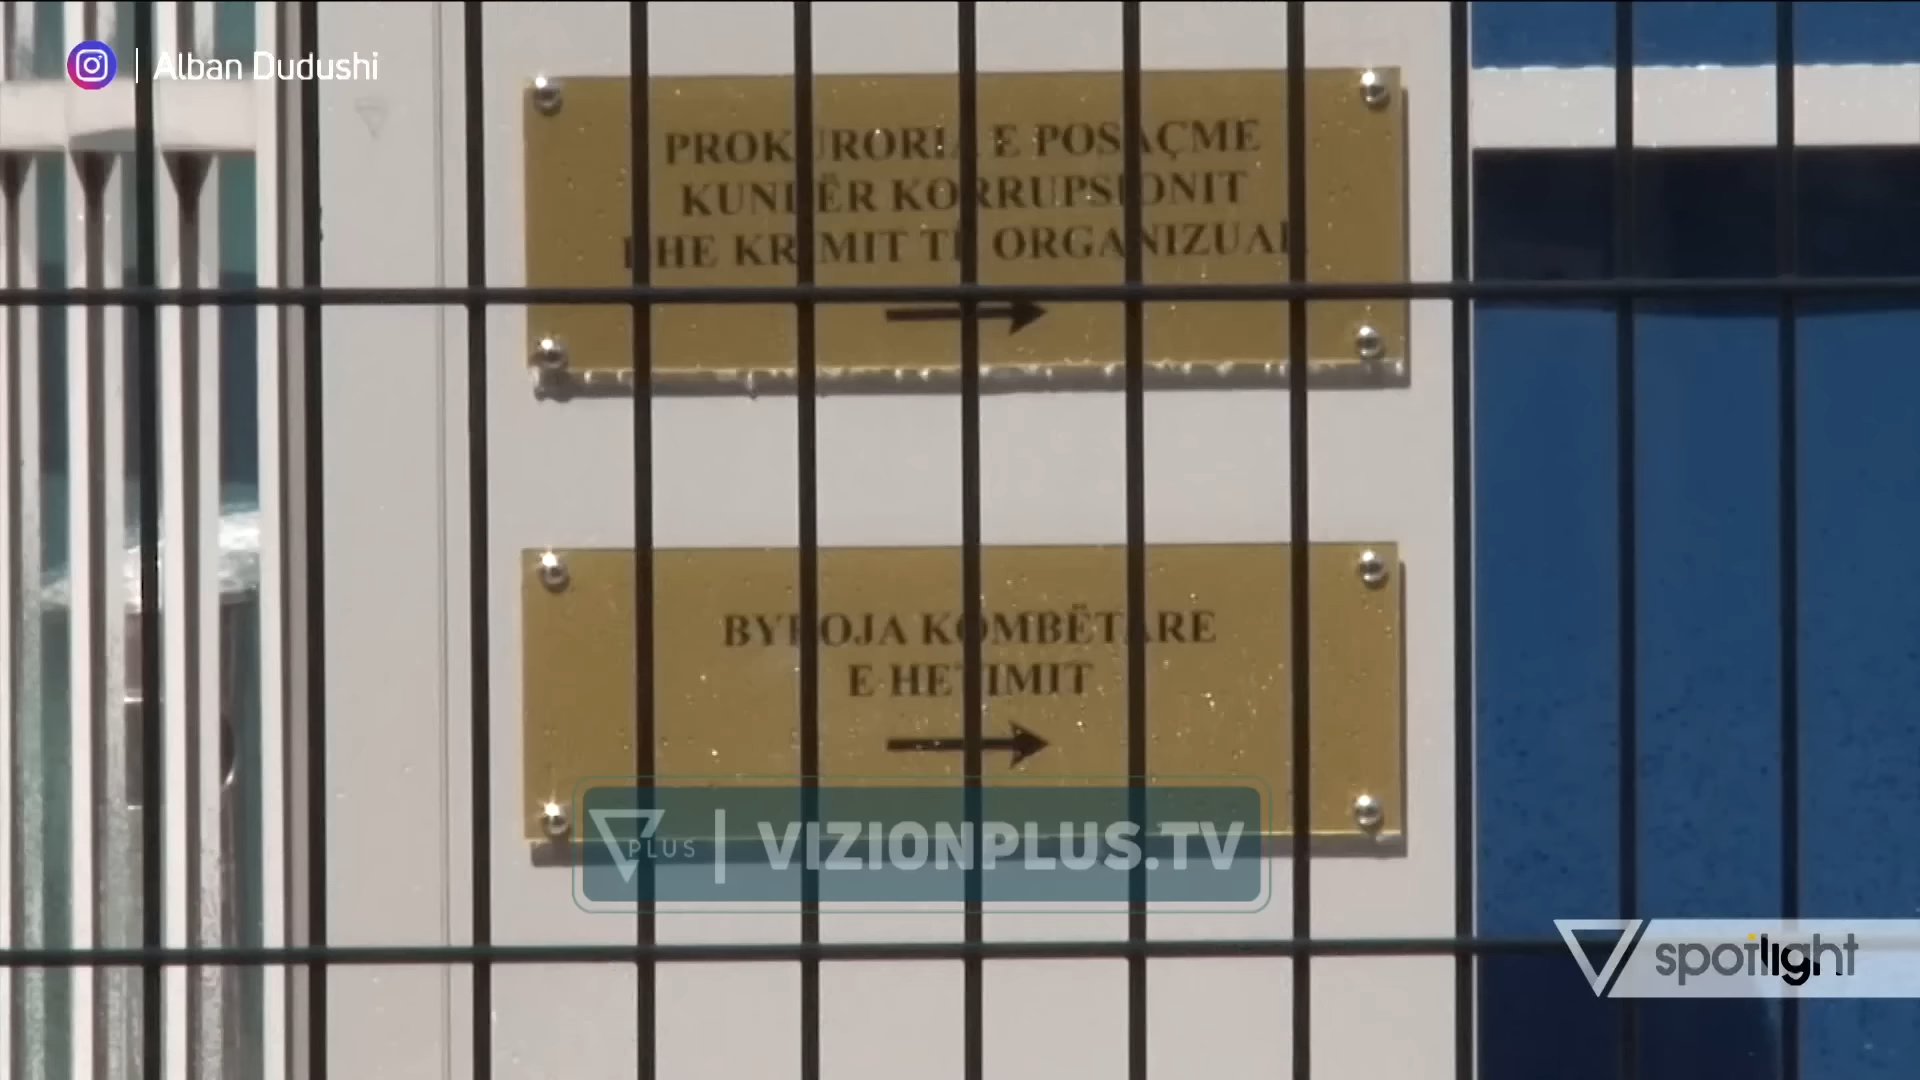 Alban Dudushi
PROKURORIA E POSAÇME
KUNDËR KORRUPSIONIT
DHE KRIMIT TË ORGANIZUAR
BYROJA KOMBËTARE
E HETIMIT
PLUS | VIZIONPLUS.TV
spotlight